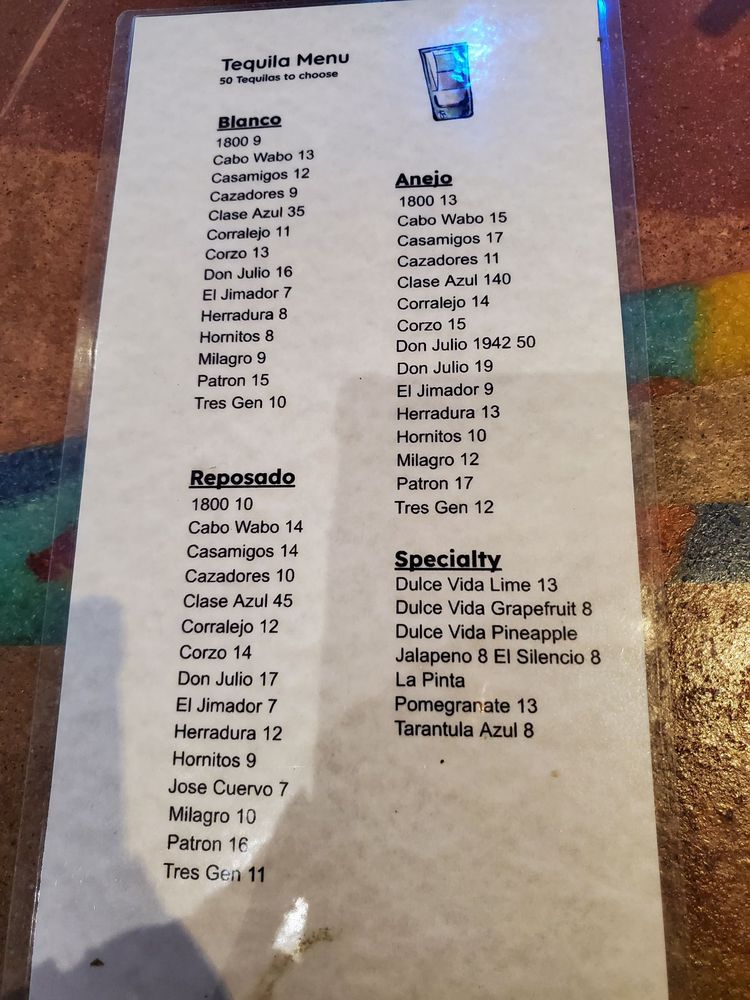 Tequila Menu
50 Tequilas to choose
Blanco
1800 9
Cabo Wabo 13
Casamigos 12
Cazadores 9
Clase Azul 35
Corralejo 11
Corzo 13
Don Julio 16
El Jimador 7
Herradura 8
Hornitos 8
Milagro 9
Patron 15
Tres Gen 10
Reposado
1800 10
Cabo Wabo 14
Casamigos 14
Cazadores 10
Clase Azul 45
Corralejo 12
Corzo 14
Don Julio 17
El Jimador 7
Herradura 12
Hornitos 9
Jose Cuervo 7
Milagro 10
Patron 16
Tres Gen 11
Anejo
1800 13
Cabo Wabo 15
Casamigos 17
Cazadores 11
Clase Azul 140
Corralejo 14
Corzo 15
Don Julio 1942 50
Don Julio 19
El Jimador 9
Herradura 13
Hornitos 10
Milagro 12
Patron 17
Tres Gen 12
Specialty
Dulce Vida Lime 13
Dulce Vida Grapefruit 8
Dulce Vida Pineapple
Jalapeno 8 El Silencio 8
La Pinta
Pomegranate 13
Tarantula Azul 8